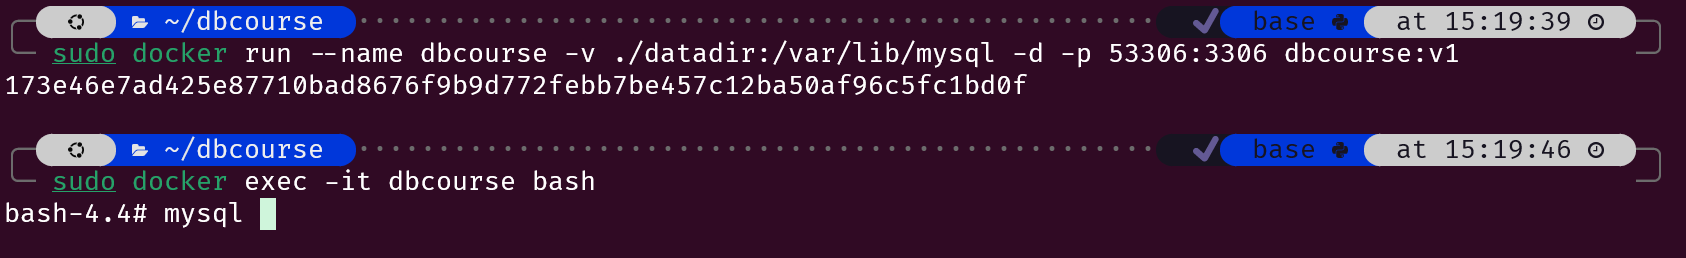 ~/dbcourse base at 15:19:39
sudo docker run --name dbcourse -v ./datadir:/var/lib/mysql -d -p 53306:3306 dbcourse:v1
173e46e7ad425e87710bad8676f9b9d772febb7be457c12ba50af96c5fc1bd0f
~/dbcourse base at 15:19:46
sudo docker exec -it dbcourse bash
bash-4.4# mysql